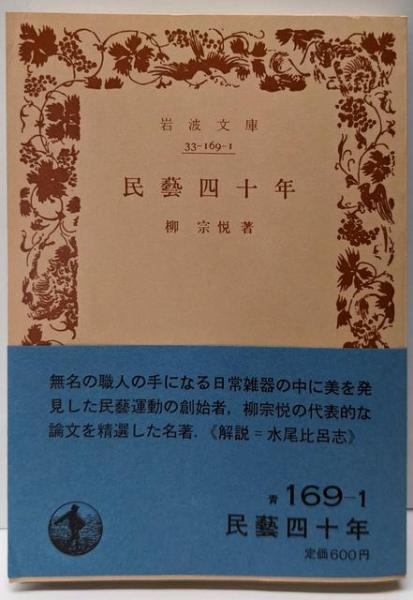 岩波文庫
33-169-1
民藝四十年
柳宗悦著
無名の職人の手になる日常雑器の中に美を発
見した民藝運動の創始者，柳宗悦の代表的な
論文を精選した名著．《解説＝水尾比呂志》
青 169-1
民藝四十年
定価600円